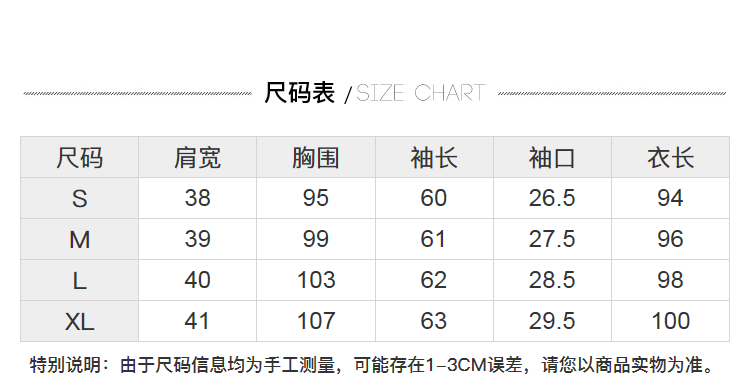 尺码表 /SIZE CHART
尺码 肩宽 胸围 袖长 袖口 衣长
S 38 95 60 26.5 94
M 39 99 61 27.5 96
L 40 103 62 28.5 98
XL 41 107 63 29.5 100
特别说明：由于尺码信息均为手工测量，可能存在1-3CM误差，请您以商品实物为准。